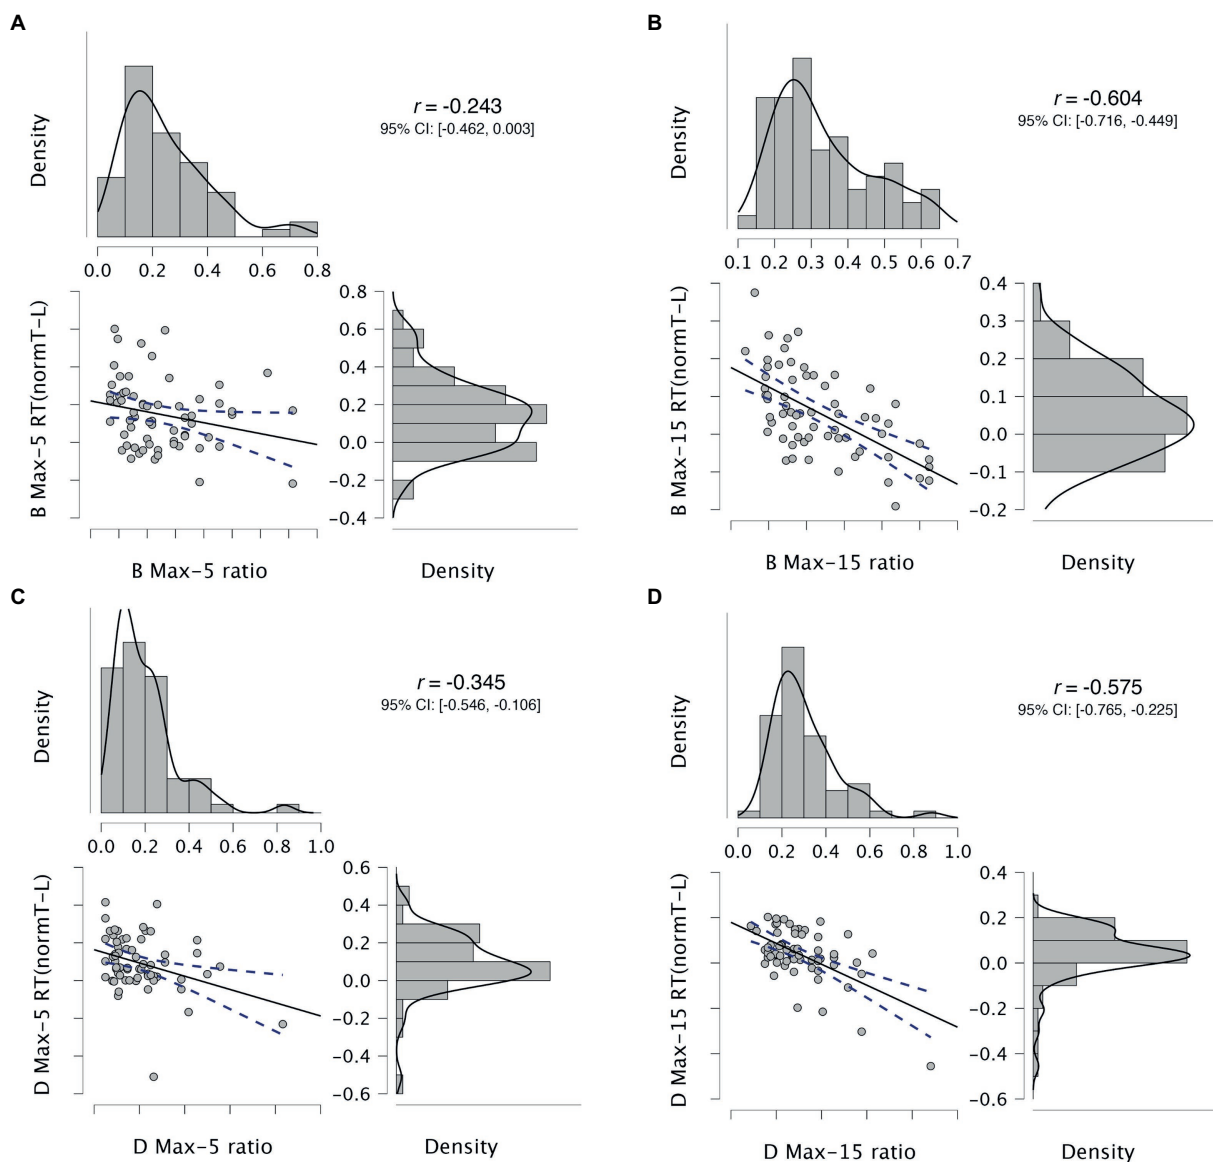 A
Density
r = -0.243
95% CI: [-0.462, 0.003]
0.0 0.2 0.4 0.6 0.8
B Max−5 RT(normT−L)
0.8
0.6
0.4
0.2
0.0
−0.2
−0.4
B Max−5 ratio
Density
B
Density
r = -0.604
95% CI: [-0.716, -0.449]
0.1 0.2 0.3 0.4 0.5 0.6 0.7
B Max−15 RT(normT−L)
0.4
0.3
0.2
0.1
0.0
−0.1
−0.2
B Max−15 ratio
Density
C
Density
r = -0.345
95% CI: [-0.546, -0.106]
0.0 0.2 0.4 0.6 0.8 1.0
D Max−5 RT(normT−L)
0.6
0.4
0.2
0.0
−0.2
−0.4
−0.6
D Max−5 ratio
Density
D
Density
r = -0.575
95% CI: [-0.765, -0.225]
0.0 0.2 0.4 0.6 0.8 1.0
D Max−15 RT(normT−L)
0.4
0.2
0.0
−0.2
−0.4
−0.6
D Max−15 ratio
Density